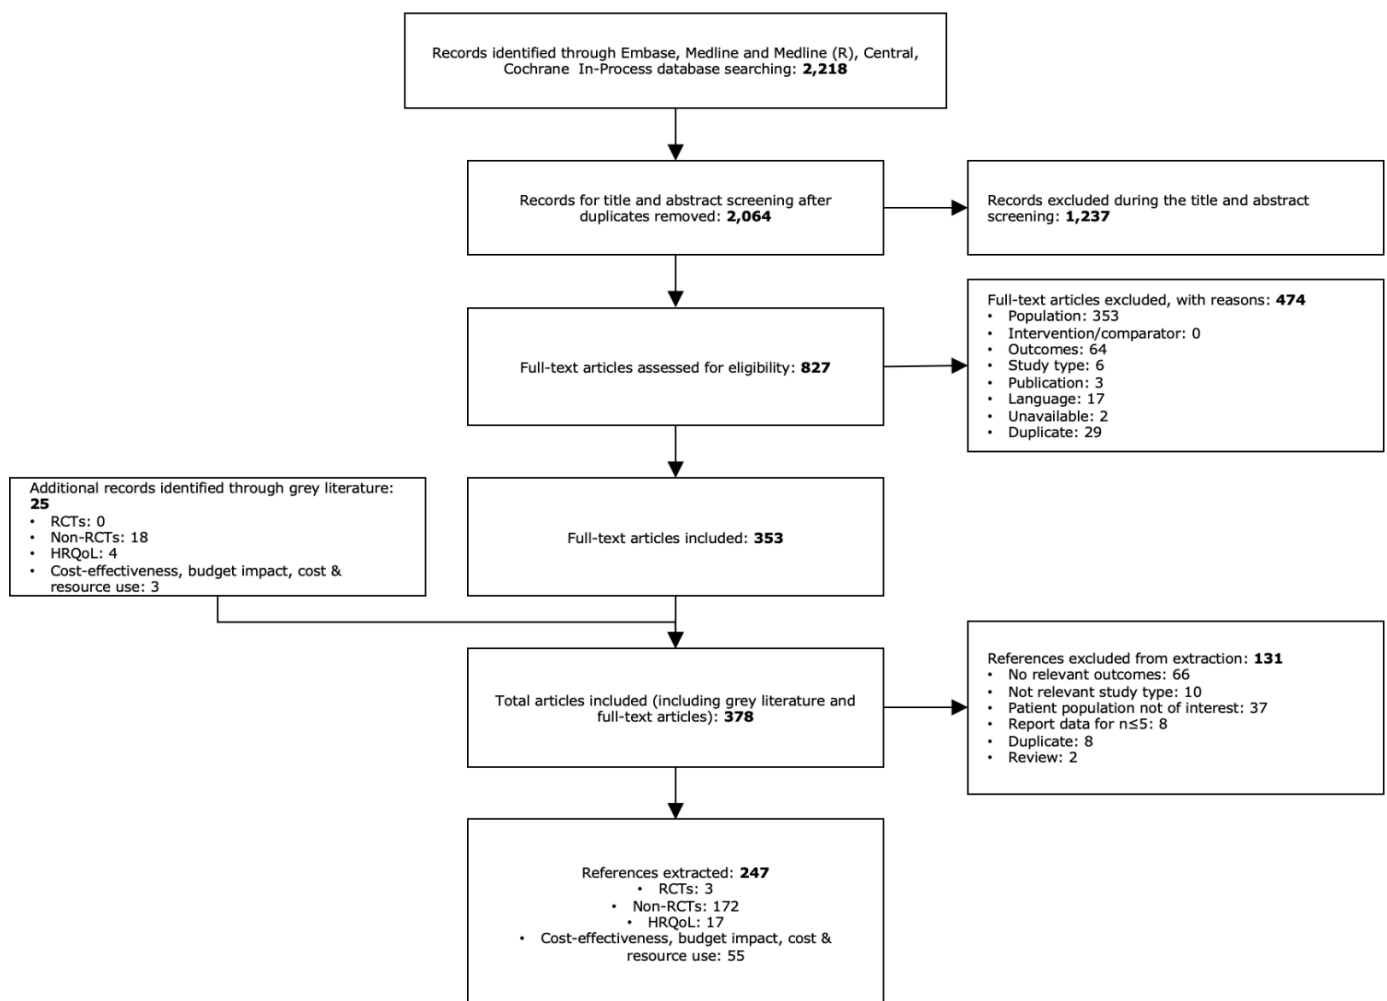 Records identified through Embase, Medline and Medline (R), Central,
Cochrane In-Process database searching: 2,218
Records for title and abstract screening after
duplicates removed: 2,064
Records excluded during the title and abstract
screening: 1,237
Full-text articles assessed for eligibility: 827
Full-text articles excluded, with reasons: 474
• Population: 353
• Intervention/comparator: 0
• Outcomes: 64
• Study type: 6
• Publication: 3
• Language: 17
• Unavailable: 2
• Duplicate: 29
Additional records identified through grey literature:
25
• RCTs: 0
• Non-RCTs: 18
• HRQoL: 4
• Cost-effectiveness, budget impact, cost &
resource use: 3
Full-text articles included: 353
Total articles included (including grey literature and
full-text articles): 378
References excluded from extraction: 131
• No relevant outcomes: 66
• Not relevant study type: 10
• Patient population not of interest: 37
• Report data for n≤5: 8
• Duplicate: 8
• Review: 2
References extracted: 247
• RCTs: 3
• Non-RCTs: 172
• HRQoL: 17
• Cost-effectiveness, budget impact, cost &
resource use: 55